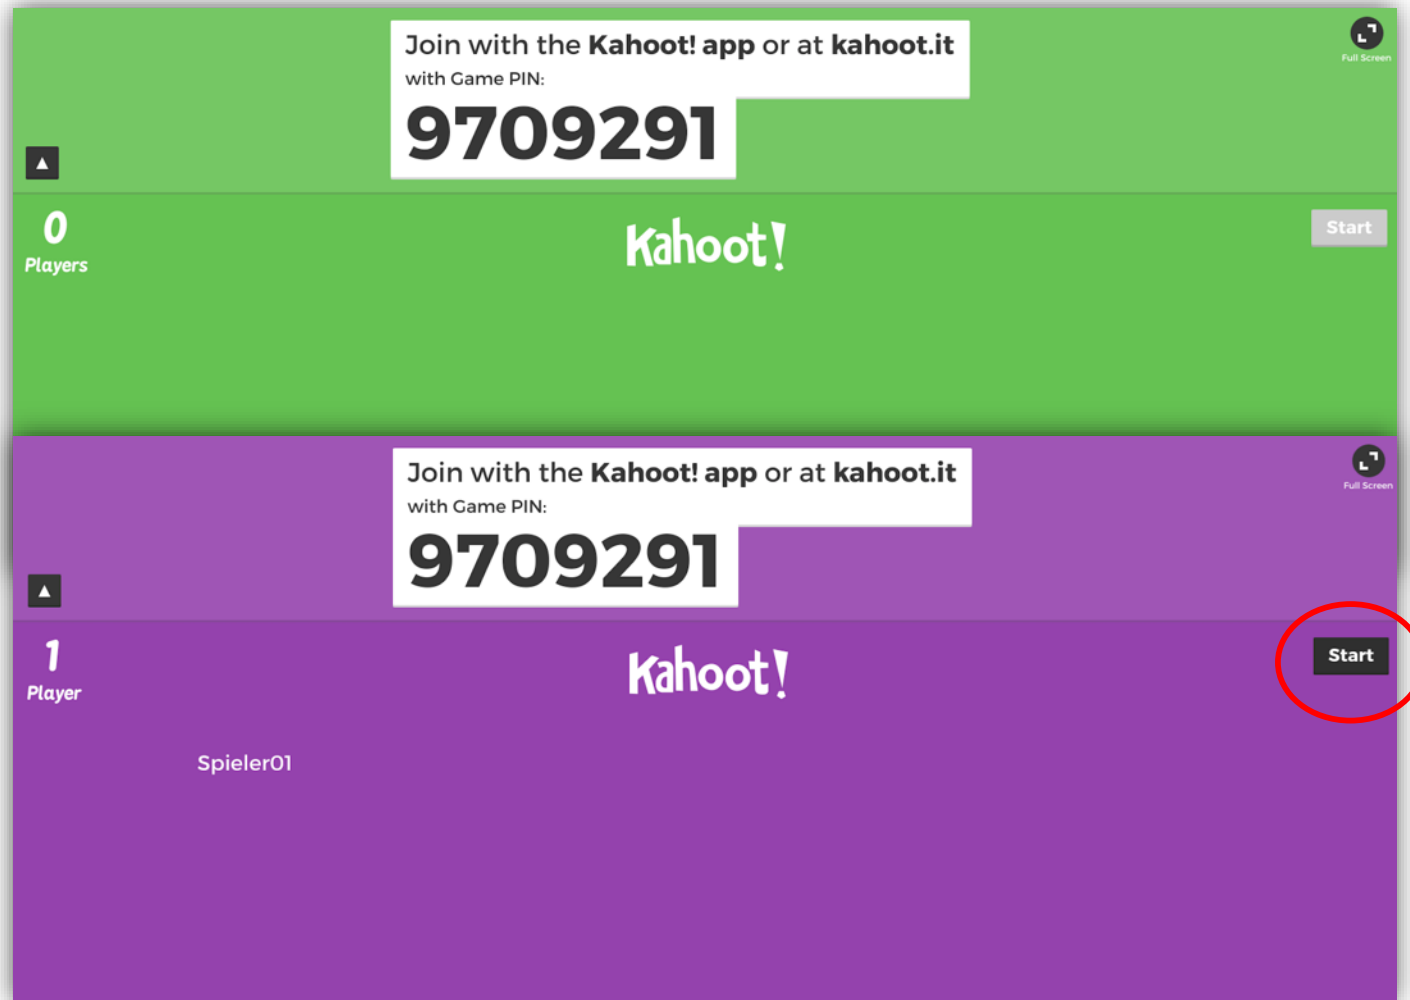 Join with the Kahoot! app or at kahoot.it
with Game PIN:
9709291
Full Screen
▲
0
Players
Kahoot!
Start
Join with the Kahoot! app or at kahoot.it
with Game PIN:
9709291
Full Screen
▲
1
Player
Kahoot!
Start
Spieler01